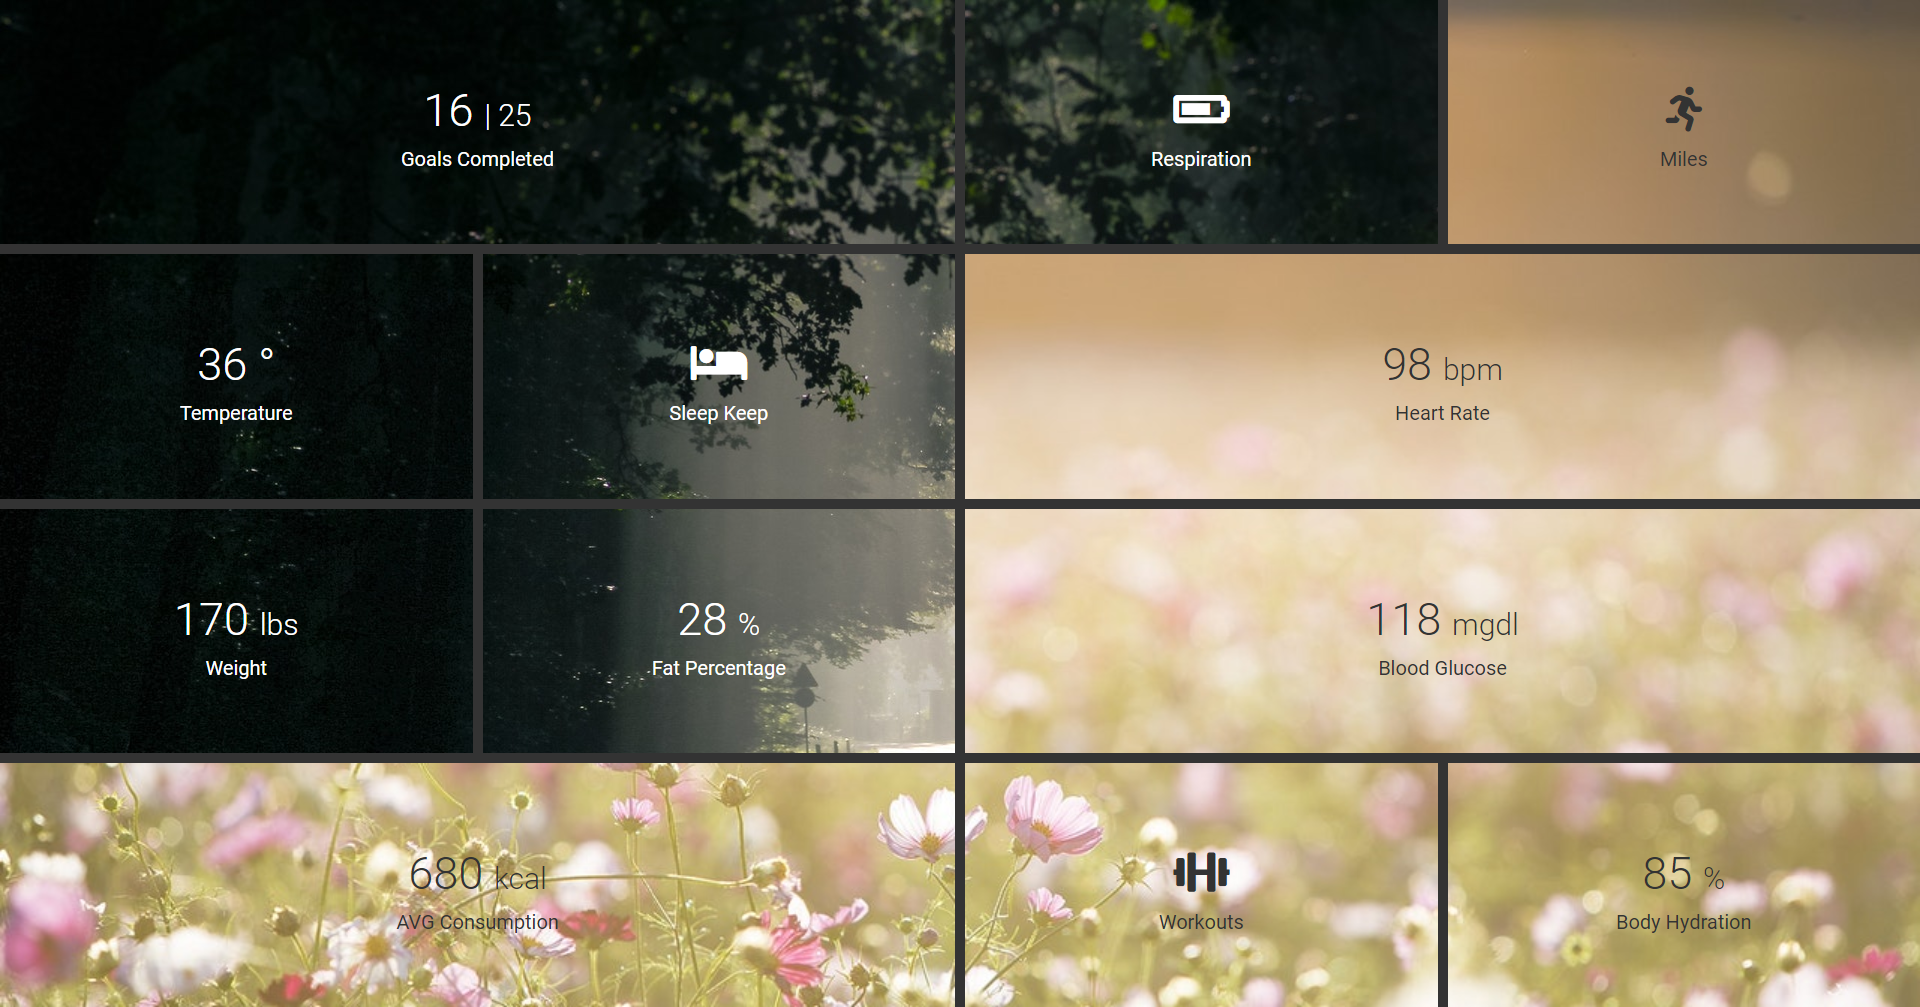 16 | 25
Goals Completed
Respiration
Miles
36 °
Temperature
Sleep Keep
98 bpm
Heart Rate
170 lbs
Weight
28 %
Fat Percentage
118 mgdl
Blood Glucose
680 kcal
AVG Consumption
Workouts
85 %
Body Hydration